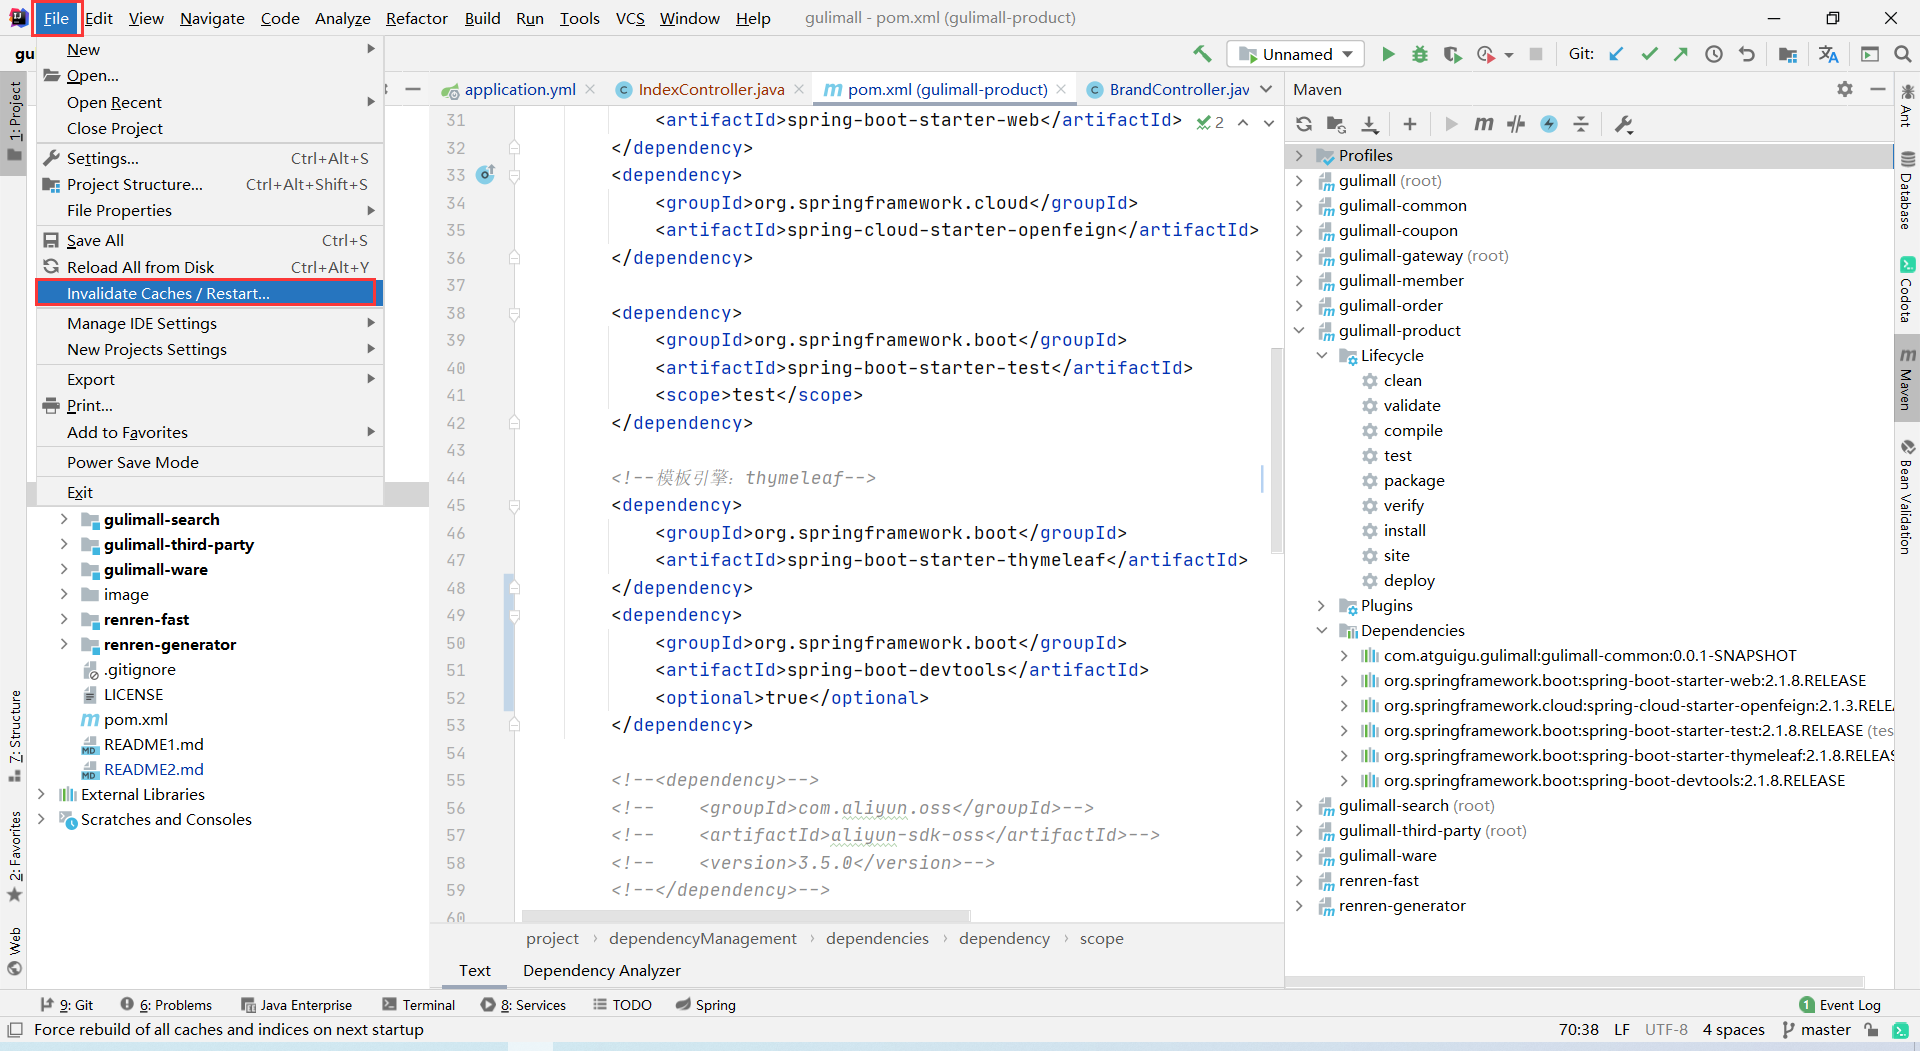 File Edit View Navigate Code Analyze Refactor Build Run Tools VCS Window Help gulimall - pom.xml (gulimall-product)
gu
Unnamed
Git:
New
Open...
Open Recent
Close Project
Settings... Ctrl+Alt+S
Project Structure... Ctrl+Alt+Shift+S
File Properties
Save All Ctrl+S
Reload All from Disk Ctrl+Alt+Y
Invalidate Caches / Restart...
Manage IDE Settings
New Projects Settings
Export
Print...
Add to Favorites
Power Save Mode
Exit
gulimall-search
gulimall-third-party
gulimall-ware
image
renren-fast
renren-generator
.gitignore
LICENSE
pom.xml
README1.md
README2.md
External Libraries
Scratches and Consoles
1: Project
7: Structure
2: Favorites
Web
application.yml IndexController.java pom.xml (gulimall-product) BrandController.jav
2
31 <artifactId>spring-boot-starter-web</artifactId>
32 </dependency>
33 <dependency>
34 <groupId>org.springframework.cloud</groupId>
35 <artifactId>spring-cloud-starter-openfeign</artifactId>
36 </dependency>
37
38 <dependency>
39 <groupId>org.springframework.boot</groupId>
40 <artifactId>spring-boot-starter-test</artifactId>
41 <scope>test</scope>
42 </dependency>
43
44 <!--模板引擎：thymeleaf-->
45 <dependency>
46 <groupId>org.springframework.boot</groupId>
47 <artifactId>spring-boot-starter-thymeleaf</artifactId>
48 </dependency>
49 <dependency>
50 <groupId>org.springframework.boot</groupId>
51 <artifactId>spring-boot-devtools</artifactId>
52 <optional>true</optional>
53 </dependency>
54
55 <!--<dependency>-->
56 <!--    <groupId>com.aliyun.oss</groupId>-->
57 <!--    <artifactId>aliyun-sdk-oss</artifactId>-->
58 <!--    <version>3.5.0</version>-->
59 <!--</dependency>-->
60
project › dependencyManagement › dependencies › dependency › scope
Text Dependency Analyzer
Maven
Profiles
gulimall (root)
gulimall-common
gulimall-coupon
gulimall-gateway (root)
gulimall-member
gulimall-order
gulimall-product
Lifecycle
clean
validate
compile
test
package
verify
install
site
deploy
Plugins
Dependencies
com.atguigu.gulimall:gulimall-common:0.0.1-SNAPSHOT
org.springframework.boot:spring-boot-starter-web:2.1.8.RELEASE
org.springframework.cloud:spring-cloud-starter-openfeign:2.1.3.RELEA
org.springframework.boot:spring-boot-starter-test:2.1.8.RELEASE (tes
org.springframework.boot:spring-boot-starter-thymeleaf:2.1.8.RELEAS
org.springframework.boot:spring-boot-devtools:2.1.8.RELEASE
gulimall-search (root)
gulimall-third-party (root)
gulimall-ware
renren-fast
renren-generator
Ant
Database
Codota
Maven
Bean Validation
9: Git 6: Problems Java Enterprise Terminal 8: Services TODO Spring 1 Event Log
Force rebuild of all caches and indices on next startup 70:38 LF UTF-8 4 spaces master